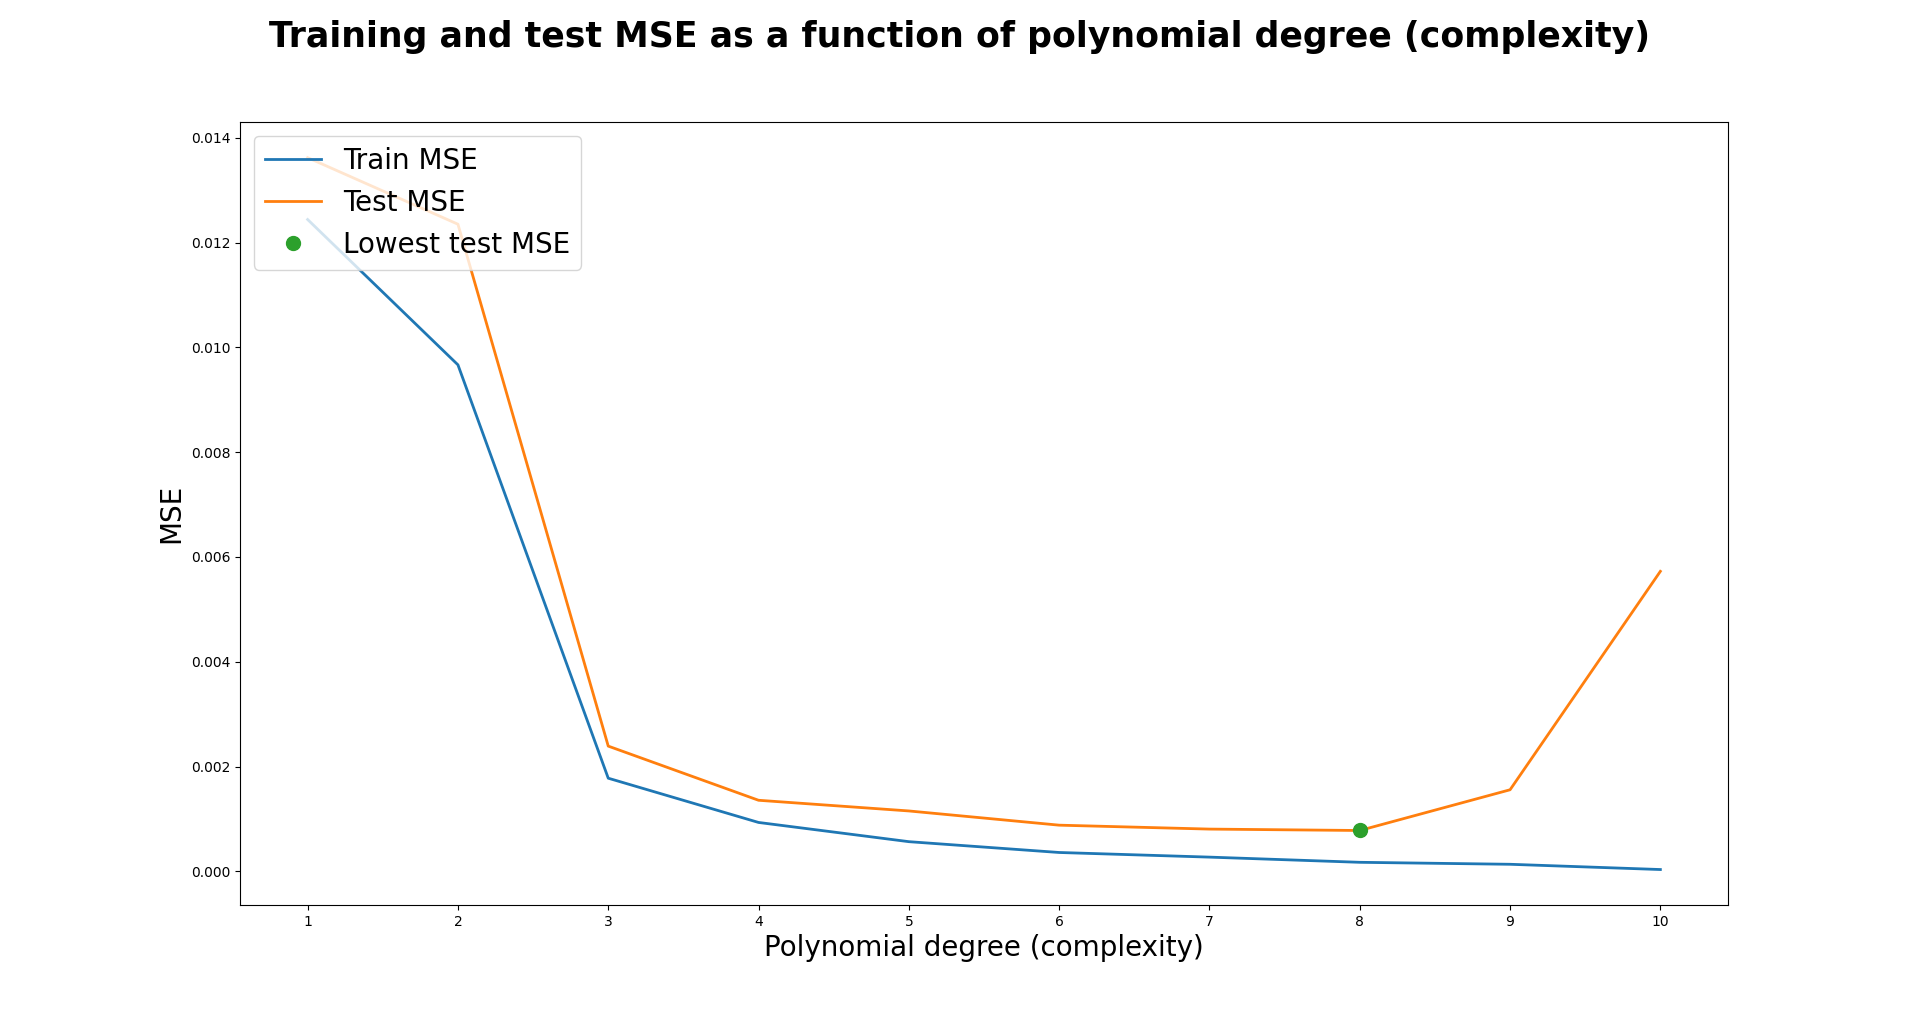 Training and test MSE as a function of polynomial degree (complexity)
Train MSE
Test MSE
Lowest test MSE
0.014
0.012
0.010
0.008
0.006
0.004
0.002
0.000
MSE
1 2 3 4 5 6 7 8 9 10
Polynomial degree (complexity)